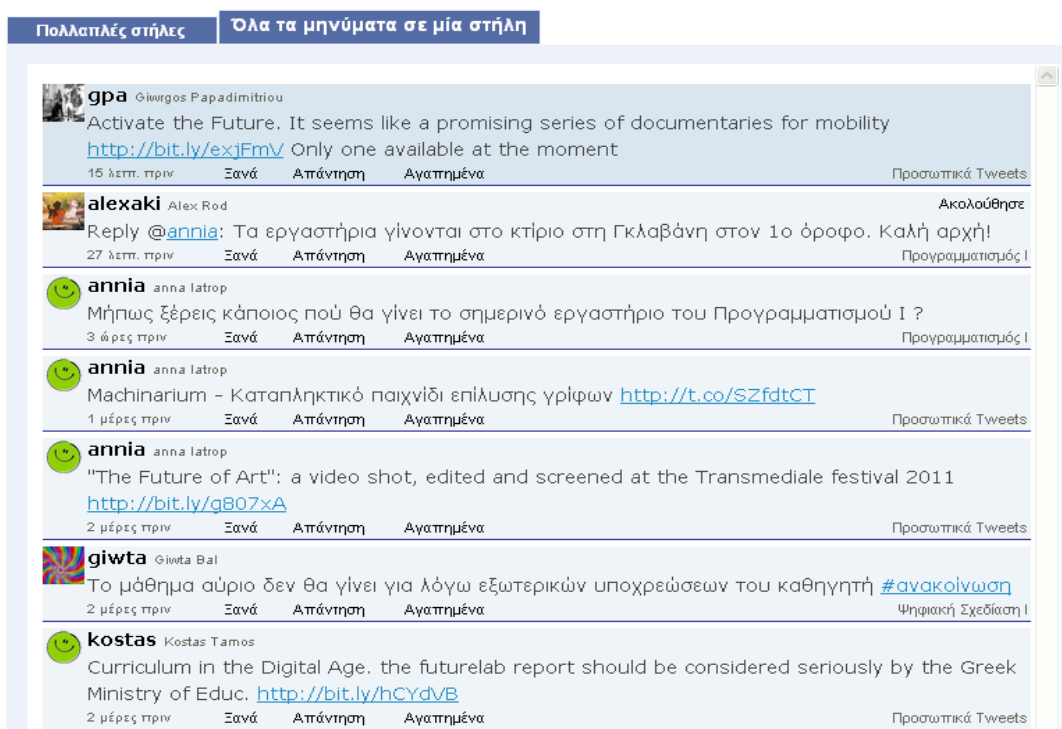 Πολλαπλές στήλες
Όλα τα μηνύματα σε μία στήλη
gpa Giwrgos Papadimitriou
Activate the Future. It seems like a promising series of documentaries for mobility
http://bit.ly/exjFmV Only one available at the moment
15 λεπτ. πριν Ξανά Απάντηση Αγαπημένα Προσωπικά Tweets
alexaki Alex Rod Ακολούθησε
Reply @annia: Τα εργαστήρια γίνονται στο κτίριο στη Γκλαβάνη στον 1ο όροφο. Καλή αρχή!
27 λεπτ. πριν Ξανά Απάντηση Αγαπημένα Προγραμματισμός Ι
annia anna Iatrop
Μήπως ξέρεις κάποιος πού θα γίνει το σημερινό εργαστήριο του Προγραμματισμού Ι ?
3 ώρες πριν Ξανά Απάντηση Αγαπημένα Προγραμματισμός Ι
annia anna Iatrop
Machinarium – Καταπληκτικό παιχνίδι επίλυσης γρίφων http://t.co/SZfdtCT
1 μέρες πριν Ξανά Απάντηση Αγαπημένα Προσωπικά Tweets
annia anna Iatrop
"The Future of Art": a video shot, edited and screened at the Transmediale festival 2011
http://bit.ly/g807xA
2 μέρες πριν Ξανά Απάντηση Αγαπημένα Προσωπικά Tweets
giwta Giwta Bal
Το μάθημα αύριο δεν θα γίνει για λόγω εξωτερικών υποχρεώσεων του καθηγητή #ανακοίνωση
2 μέρες πριν Ξανά Απάντηση Αγαπημένα Ψηφιακή Σχεδίαση Ι
kostas Kostas Tamos
Curriculum in the Digital Age. the futurelab report should be considered seriously by the Greek
Ministry of Educ. http://bit.ly/hCYdVB
2 μέρες πριν Ξανά Απάντηση Αγαπημένα Προσωπικά Tweets